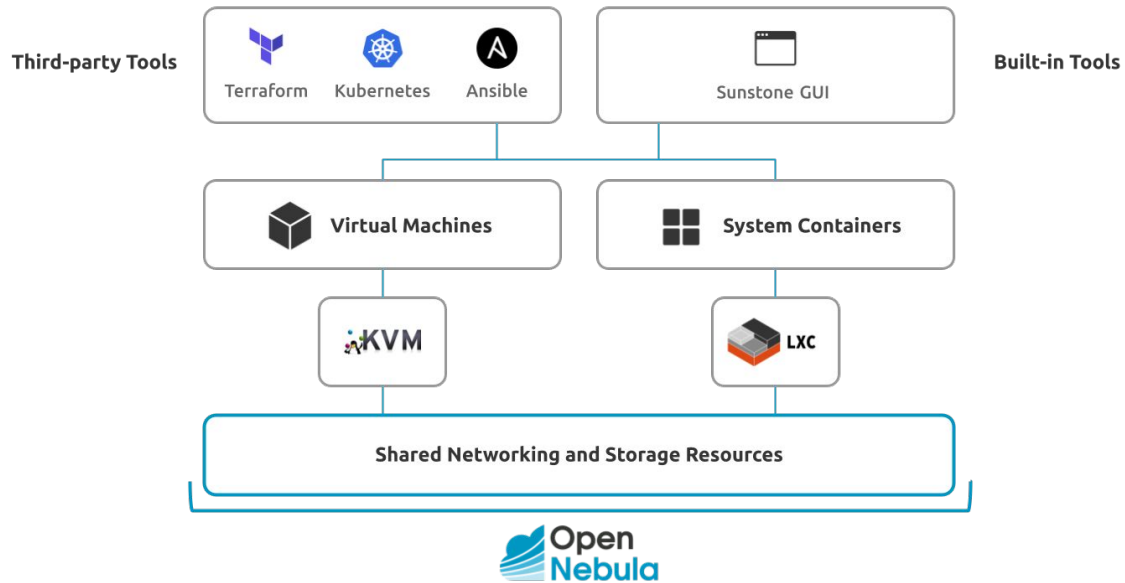 Third-party Tools
Terraform
Kubernetes
Ansible
Sunstone GUI
Built-in Tools
Virtual Machines
System Containers
KVM
LXC
Shared Networking and Storage Resources
Open
Nebula